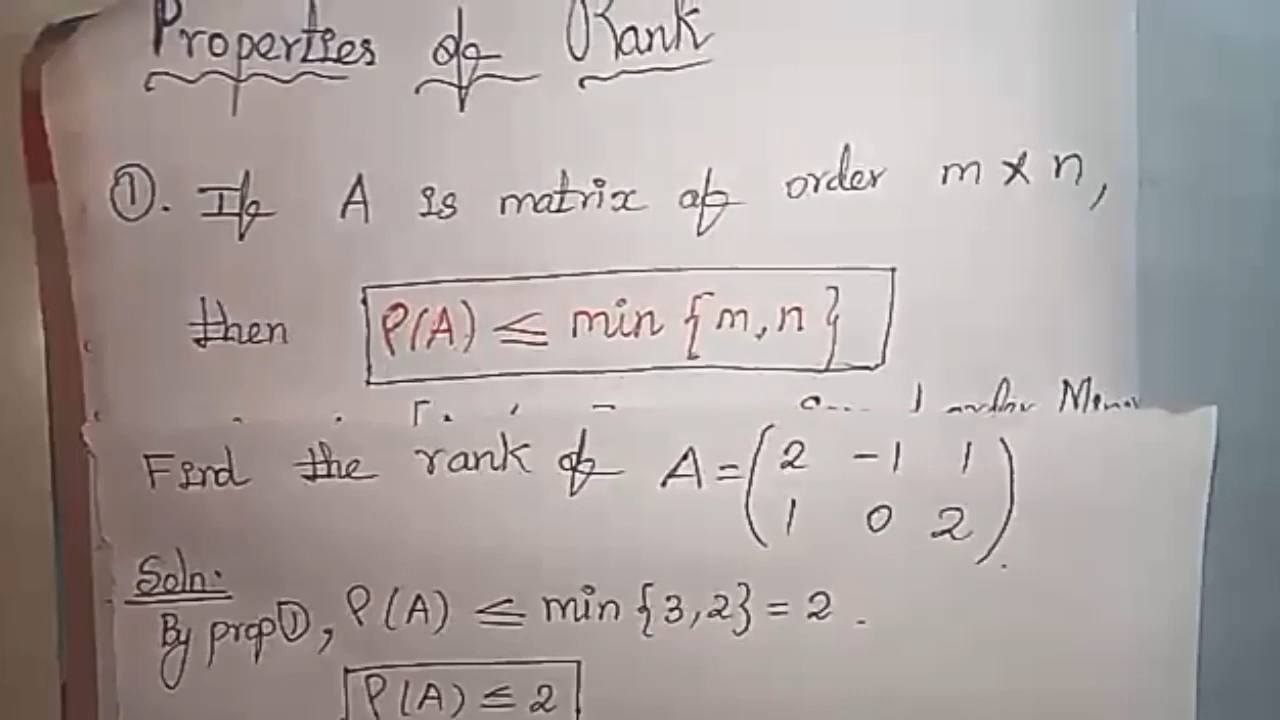 Properties of Rank
①. If A is matrix of order m × n,
then ρ(A) ≤ min {m, n}
Find the rank of A = (2 -1 1
1 0 2).
Soln:
By prop①, ρ(A) ≤ min {3, 2} = 2.
ρ(A) ≤ 2